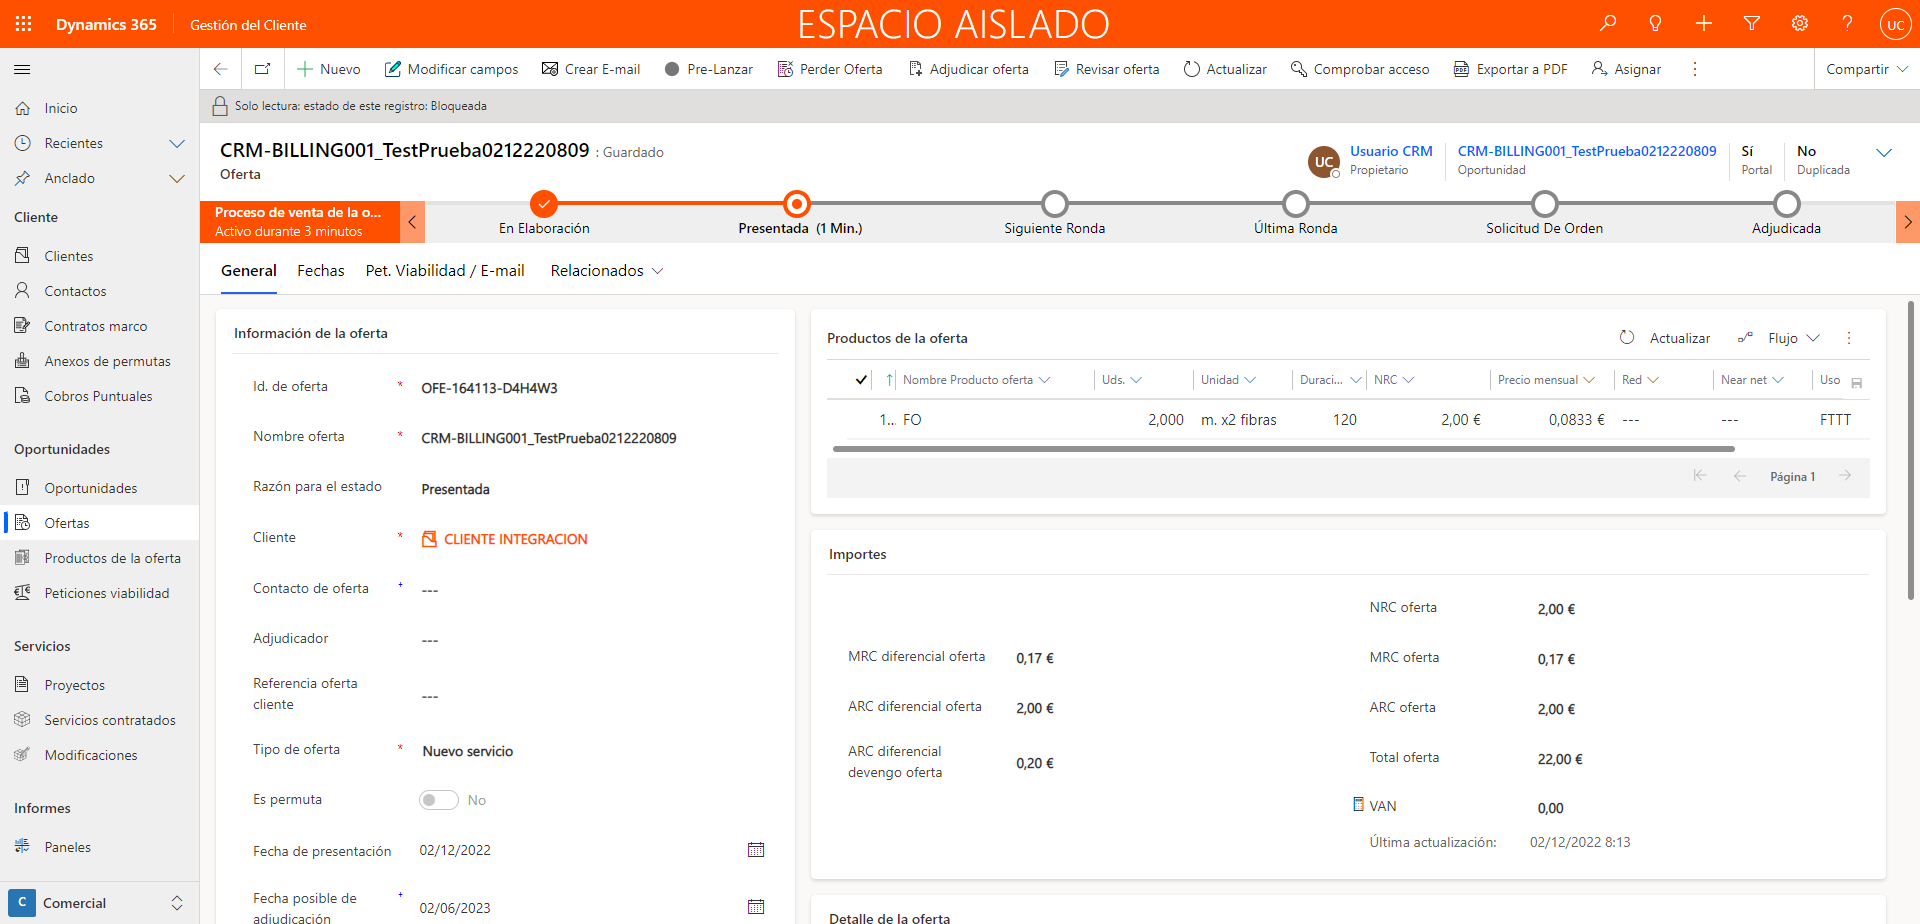 Dynamics 365
Gestión del Cliente
ESPACIO AISLADO
UC
Nuevo
Modificar campos
Crear E-mail
Pre-Lanzar
Perder Oferta
Adjudicar oferta
Revisar oferta
Actualizar
Comprobar acceso
Exportar a PDF
Asignar
Compartir
Solo lectura: estado de este registro: Bloqueada
Inicio
Recientes
Anclado
Cliente
Clientes
Contactos
Contratos marco
Anexos de permutas
Cobros Puntuales
Oportunidades
Oportunidades
Ofertas
Productos de la oferta
Peticiones viabilidad
Servicios
Proyectos
Servicios contratados
Modificaciones
Informes
Paneles
C Comercial
CRM-BILLING001_TestPrueba0212220809 : Guardado
Oferta
UC
Usuario CRM
Propietario
CRM-BILLING001_TestPrueba0212220809
Oportunidad
Sí
Portal
No
Duplicada
Proceso de venta de la o...
Activo durante 3 minutos
En Elaboración
Presentada (1 Min.)
Siguiente Ronda
Última Ronda
Solicitud De Orden
Adjudicada
General
Fechas
Pet. Viabilidad / E-mail
Relacionados
Información de la oferta
Id. de oferta * OFE-164113-D4H4W3
Nombre oferta * CRM-BILLING001_TestPrueba0212220809
Razón para el estado Presentada
Cliente * CLIENTE INTEGRACION
Contacto de oferta + ---
Adjudicador ---
Referencia oferta
cliente
---
Tipo de oferta * Nuevo servicio
Es permuta No
Fecha de presentación 02/12/2022
Fecha posible de
adjudicación
+ 02/06/2023
Productos de la oferta
Actualizar
Flujo
Nombre Producto oferta Uds. Unidad Duraci... NRC Precio mensual Red Near net Uso
1... FO 2,000 m. x2 fibras 120 2,00 € 0,0833 € --- --- FTTT
Página 1
Importes
MRC diferencial oferta 0,17 €
ARC diferencial oferta 2,00 €
ARC diferencial
devengo oferta
0,20 €
NRC oferta 2,00 €
MRC oferta 0,17 €
ARC oferta 2,00 €
Total oferta 22,00 €
VAN 0,00
Última actualización: 02/12/2022 8:13
Detalle de la oferta